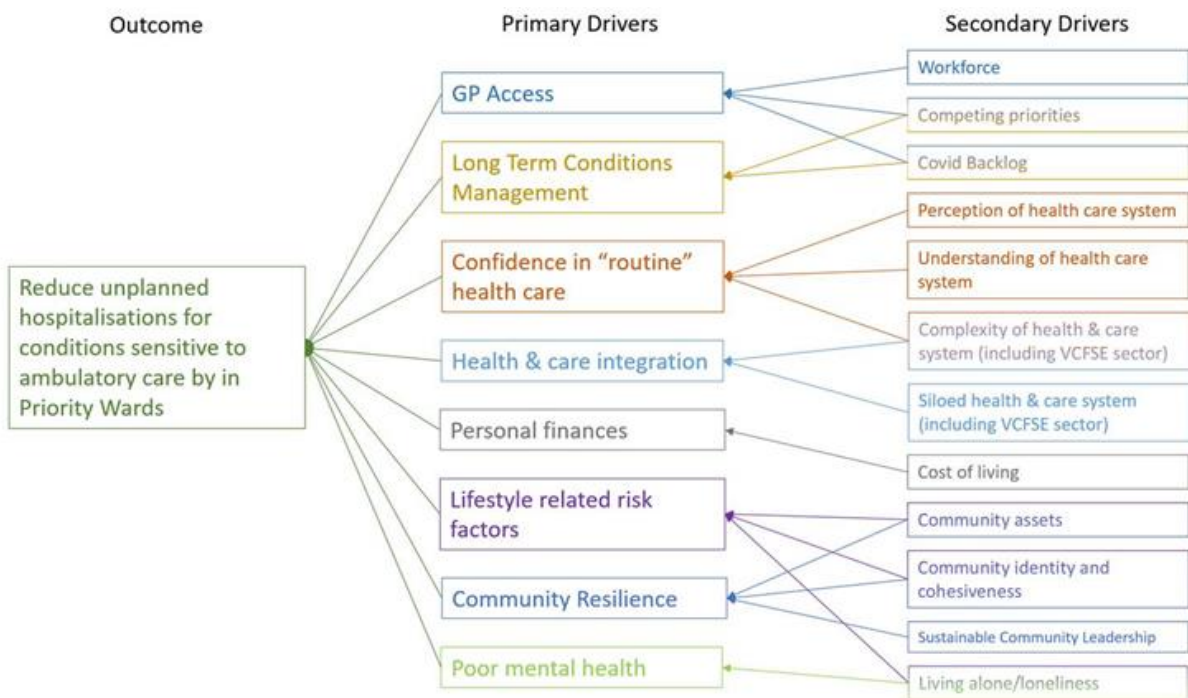 Outcome
Primary Drivers
Secondary Drivers
Reduce unplanned
hospitalisations for
conditions sensitive to
ambulatory care by in
Priority Wards
GP Access
Long Term Conditions
Management
Confidence in “routine”
health care
Health & care integration
Personal finances
Lifestyle related risk
factors
Community Resilience
Poor mental health
Workforce
Competing priorities
Covid Backlog
Perception of health care system
Understanding of health care
system
Complexity of health & care
system (including VCFSE sector)
Siloed health & care system
(including VCFSE sector)
Cost of living
Community assets
Community identity and
cohesiveness
Sustainable Community Leadership
Living alone/loneliness